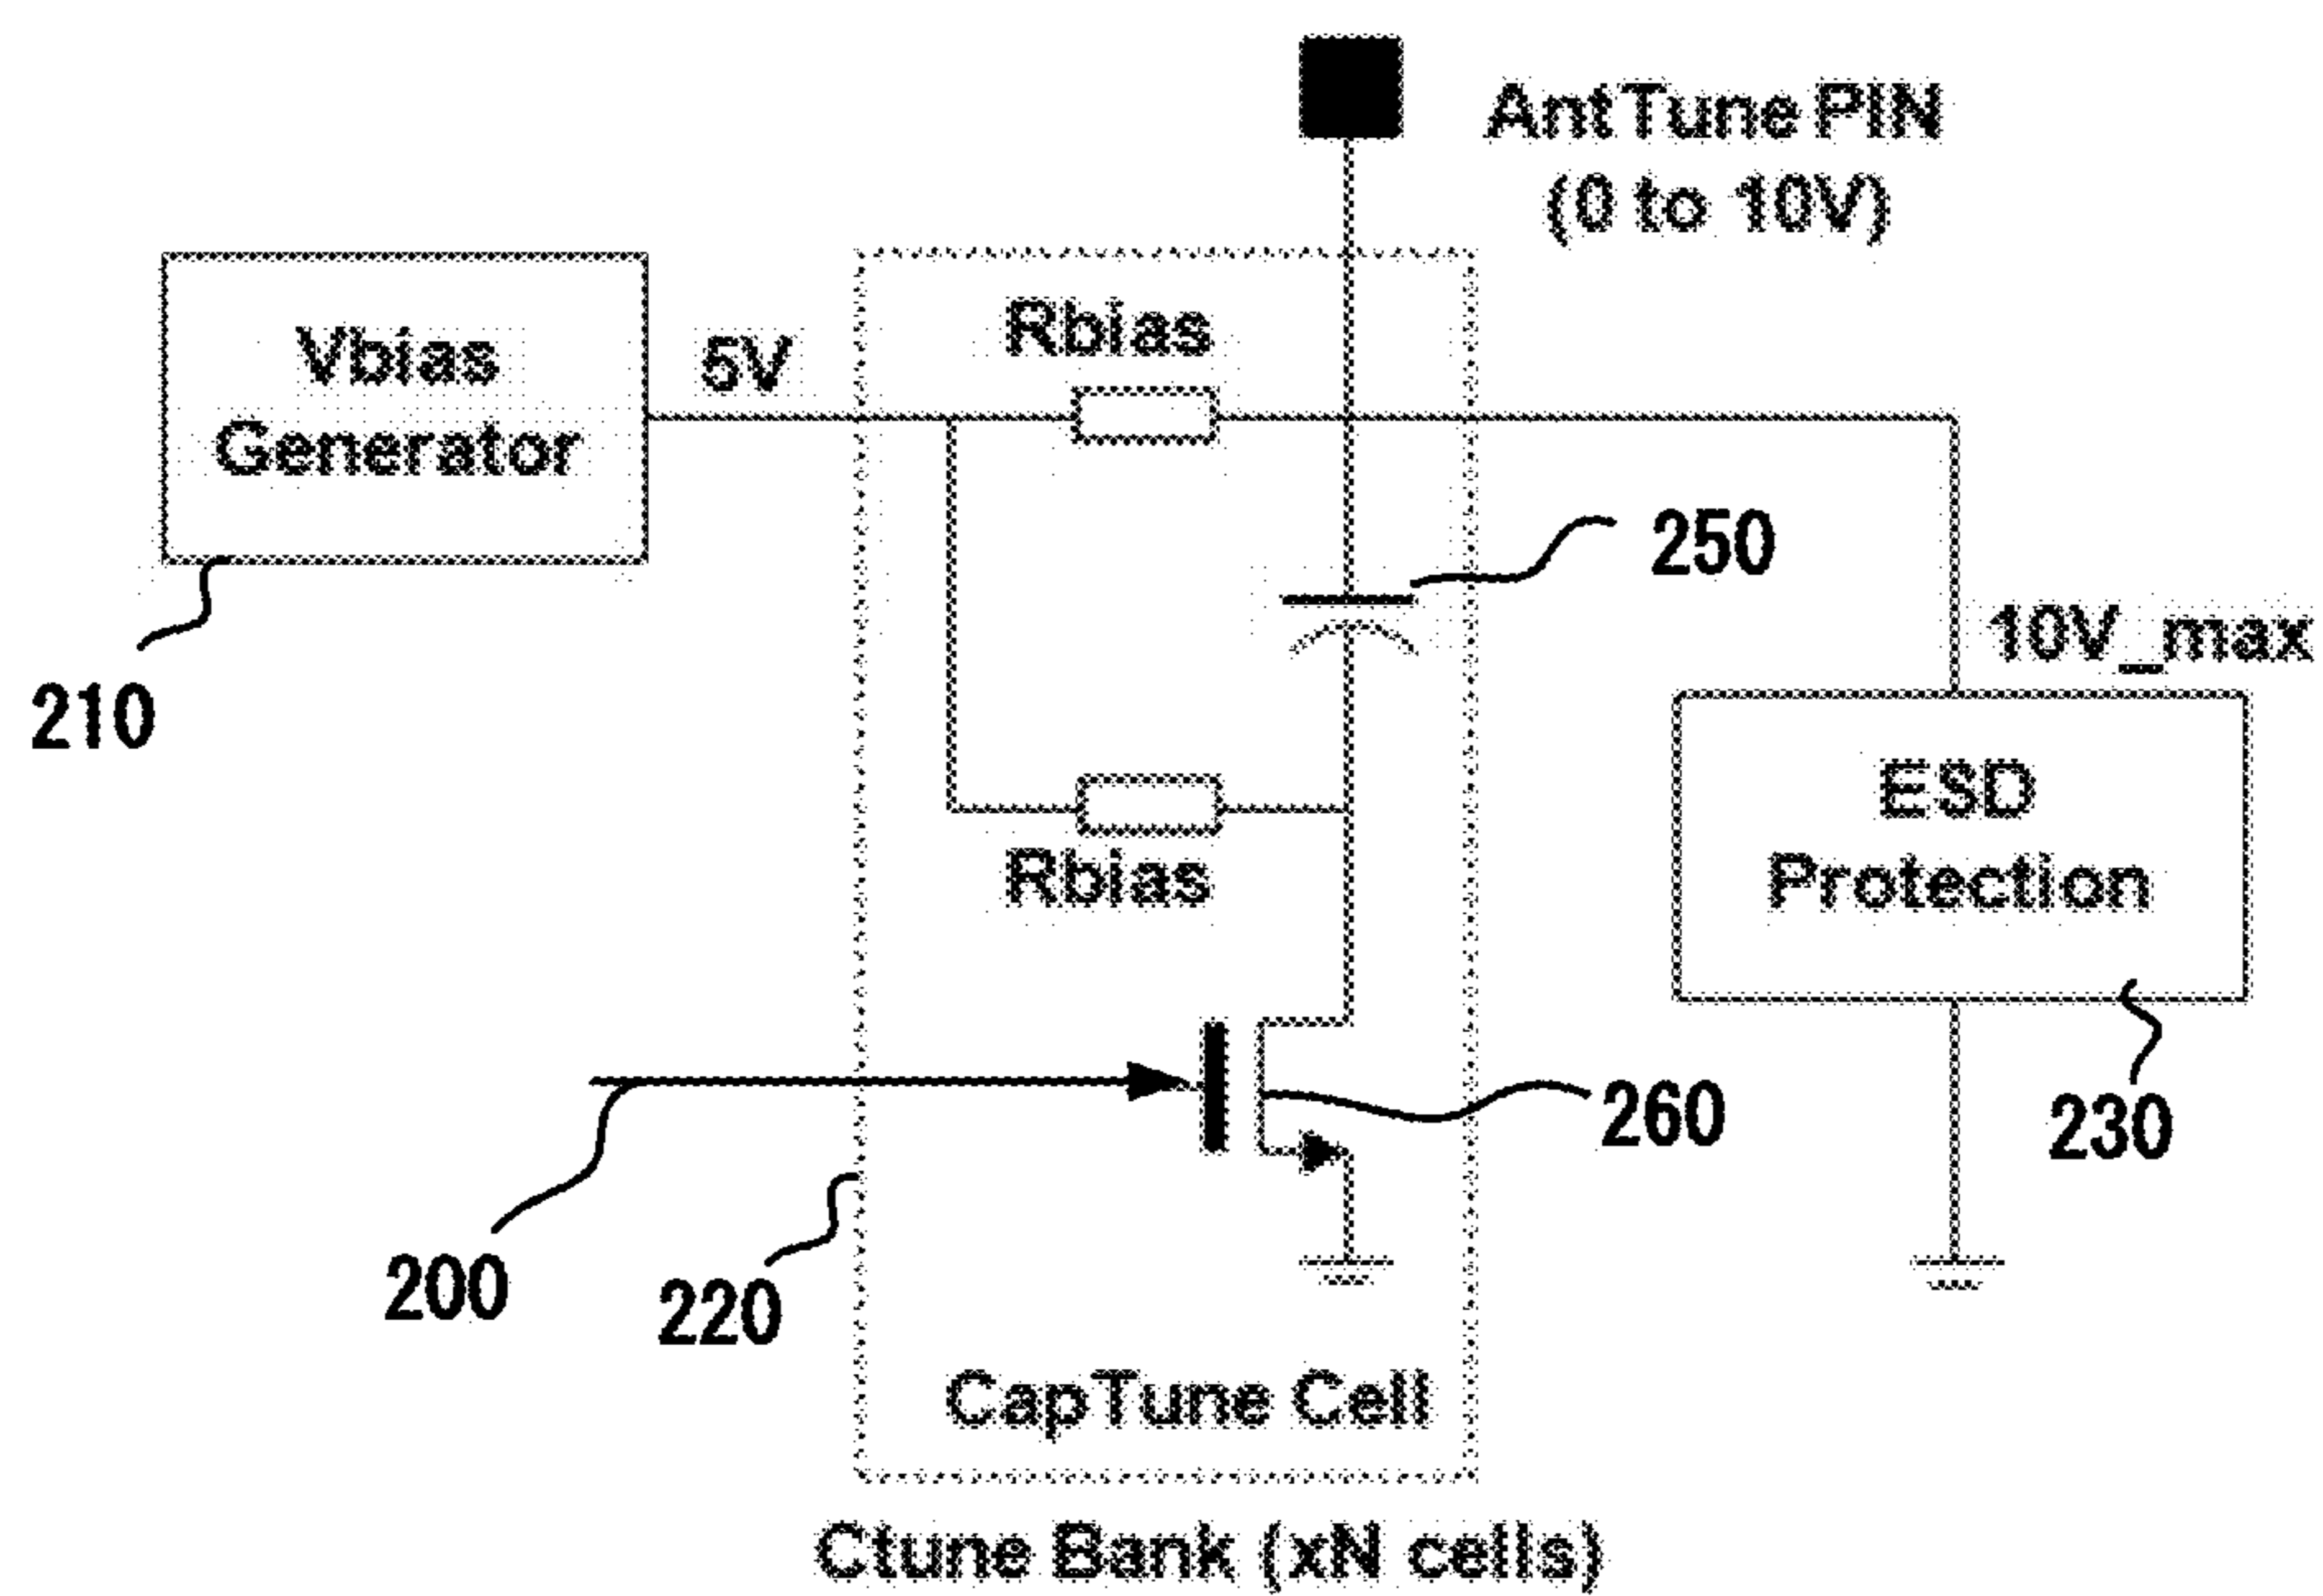 AntTune PIN
(0 to 10V)
Vbias
Generator
5V
Rbias
250
10V_max
210
ESD
Protection
Rbias
260
230
200
220
CapTune Cell
Ctune Bank (xN cells)